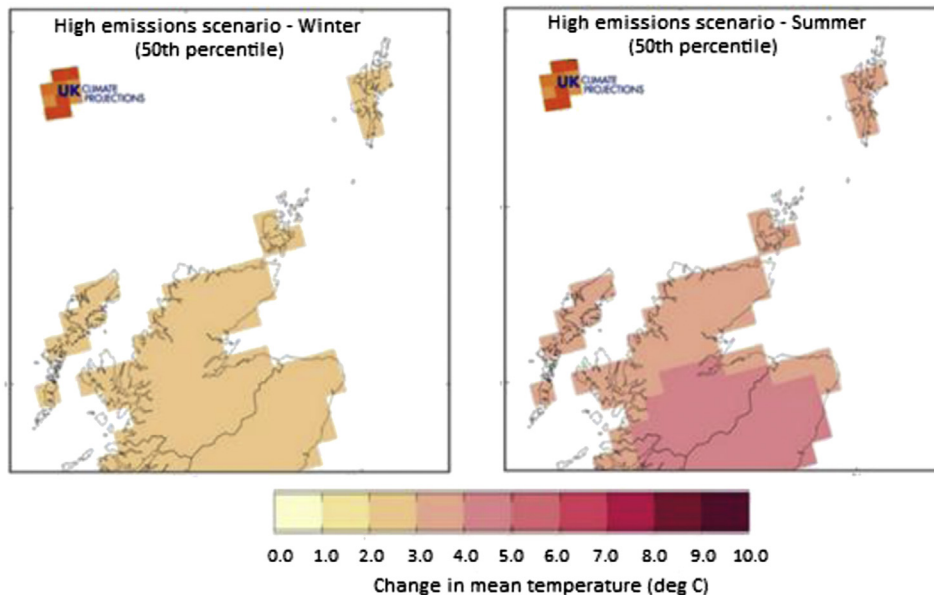 High emissions scenario - Winter
(50th percentile)
UK CLIMATE
PROJECTIONS
High emissions scenario - Summer
(50th percentile)
UK CLIMATE
PROJECTIONS
0.0 1.0 2.0 3.0 4.0 5.0 6.0 7.0 8.0 9.0 10.0
Change in mean temperature (deg C)